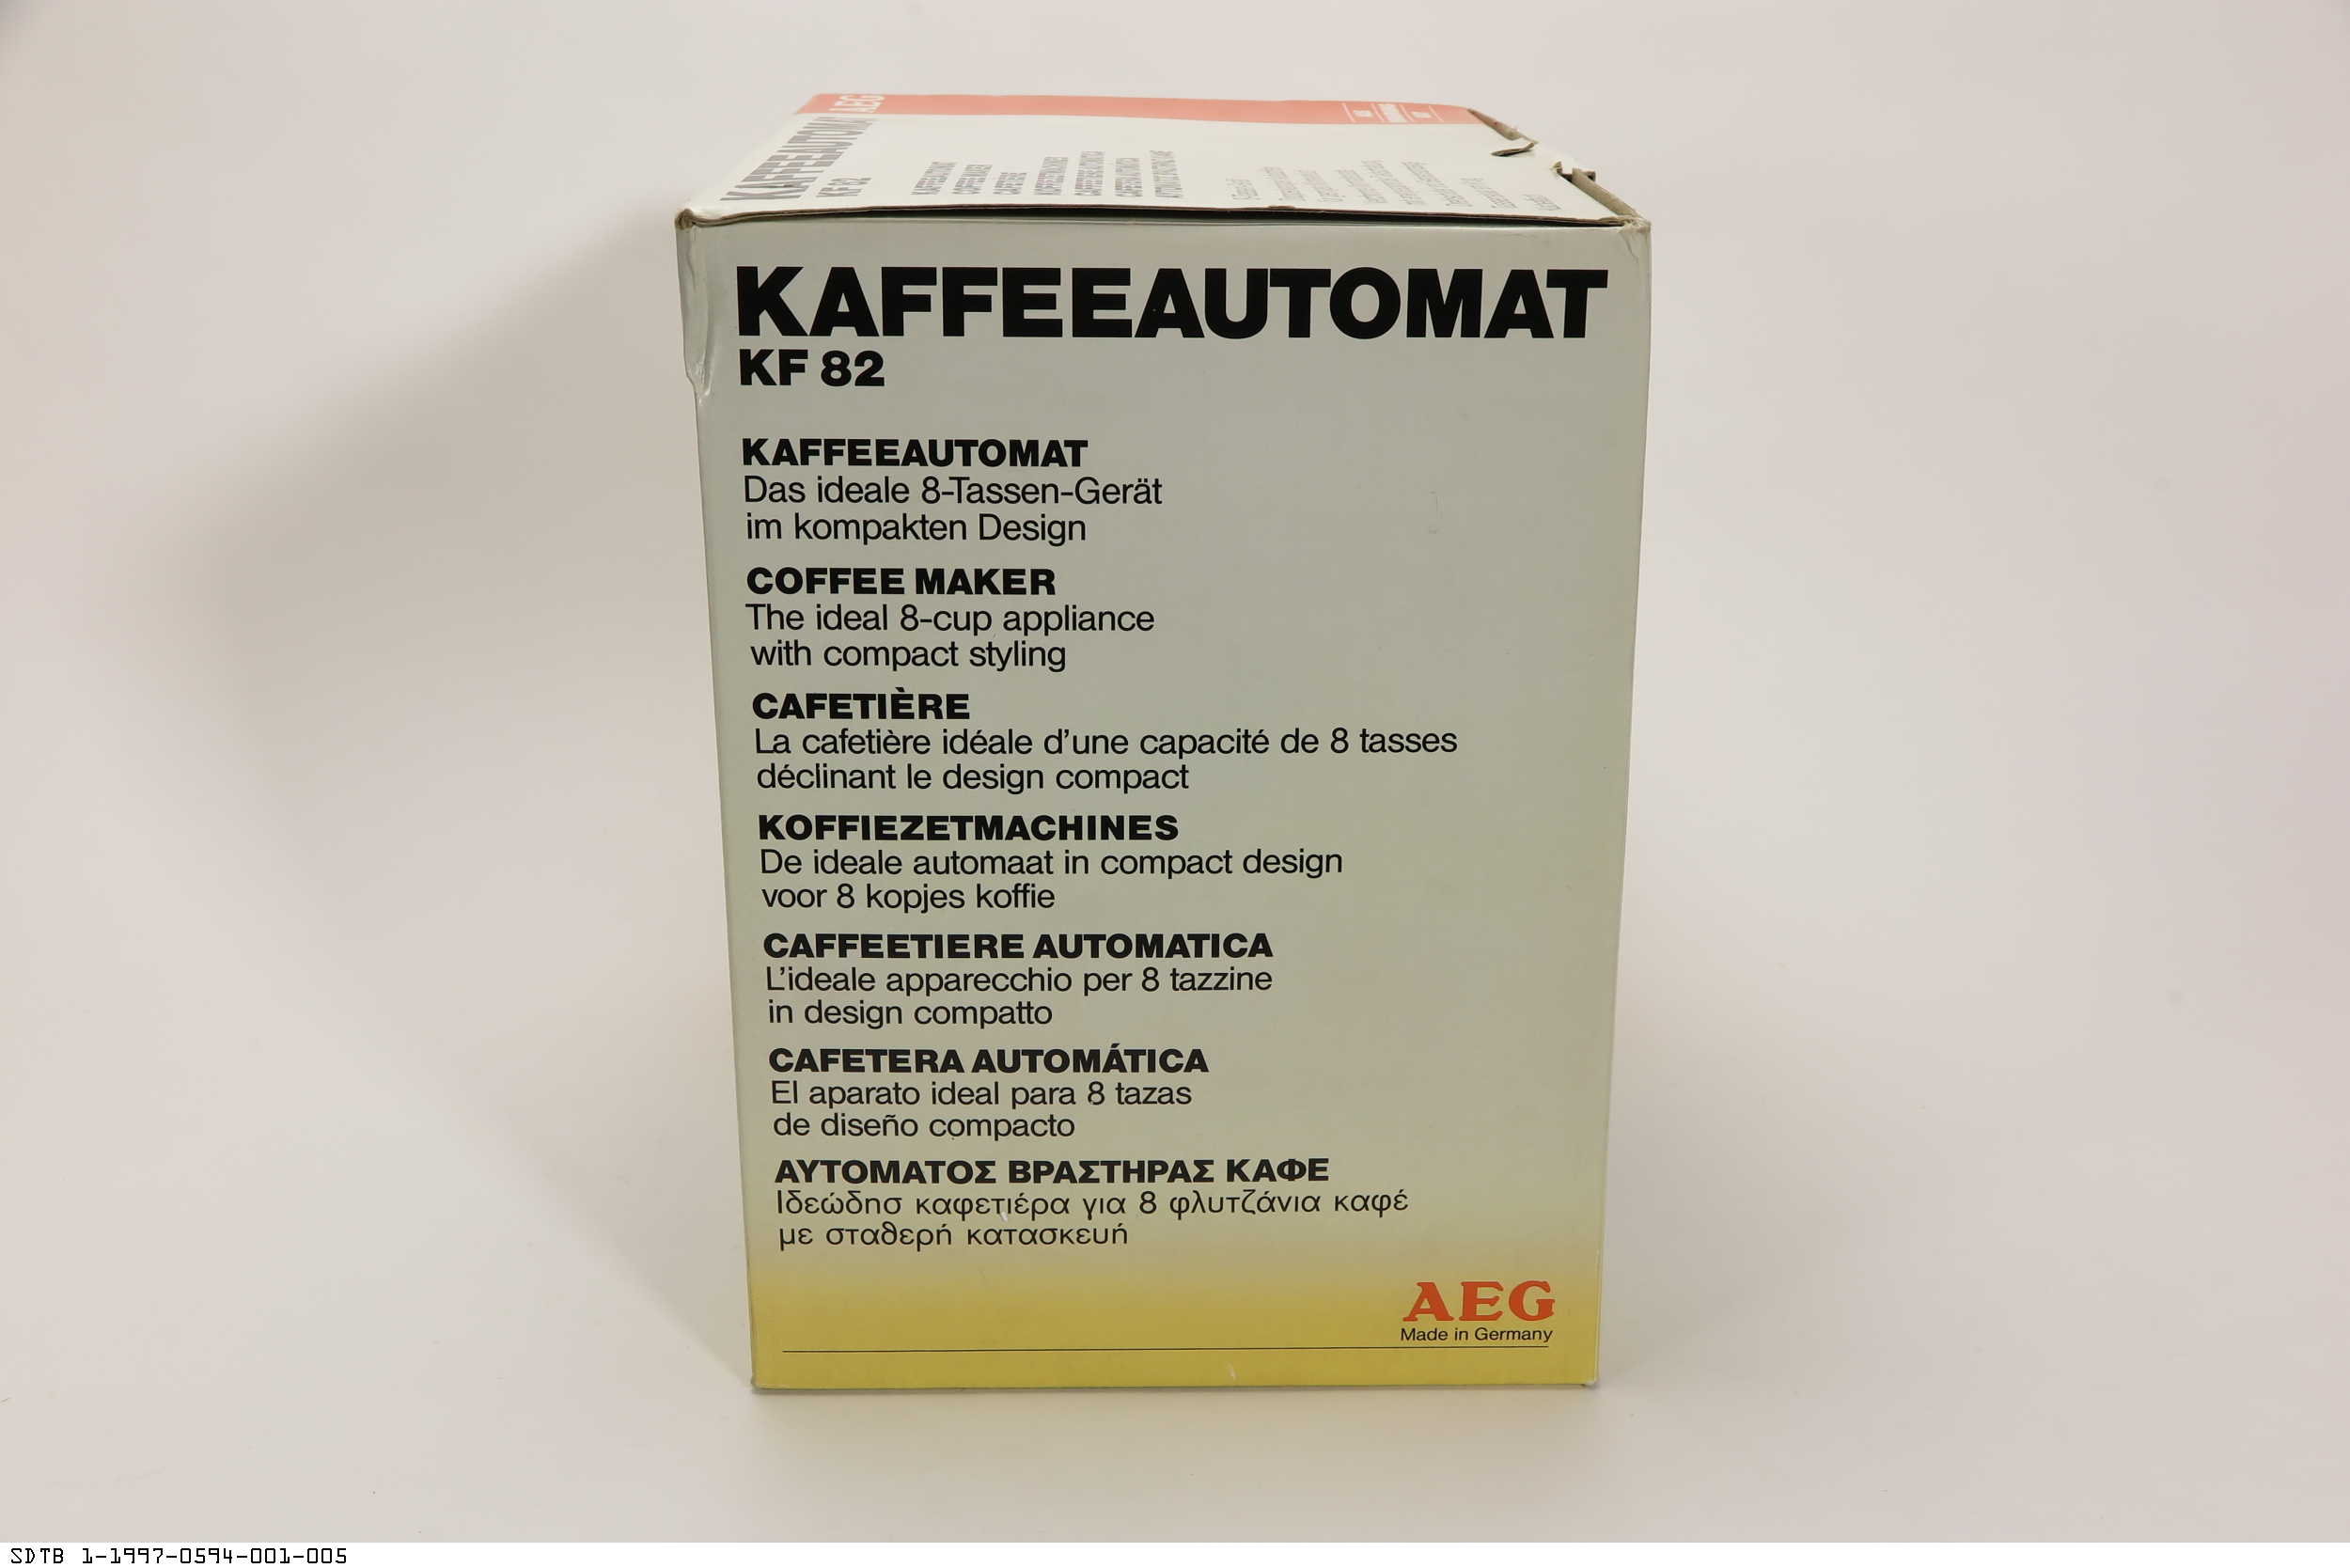 AEG
KAFFEEAUTOMAT
KF 82
KAFFEEAUTOMAT
COFFEE MAKER
CAFETIERE
KAFFEEAUTOMAT
KF 82
KAFFEEAUTOMAT
Das ideale 8-Tassen-Gerät
im kompakten Design
COFFEE MAKER
The ideal 8-cup appliance
with compact styling
CAFETIÈRE
La cafetière idéale d'une capacité de 8 tasses
déclinant le design compact
KOFFIEZETMACHINES
De ideale automaat in compact design
voor 8 kopjes koffie
CAFFEETIERE AUTOMATICA
L'ideale apparecchio per 8 tazzine
in design compatto
CAFETERA AUTOMÁTICA
El aparato ideal para 8 tazas
de diseño compacto
ΑΥΤΟΜΑΤΟΣ ΒΡΑΣΤΗΡΑΣ ΚΑΦΕ
Ιδεώδησ καφετιέρα για 8 φλυτζάνια καφέ
με σταθερή κατασκευή
AEG
Made in Germany
SDTB 1-1997-0594-001-005